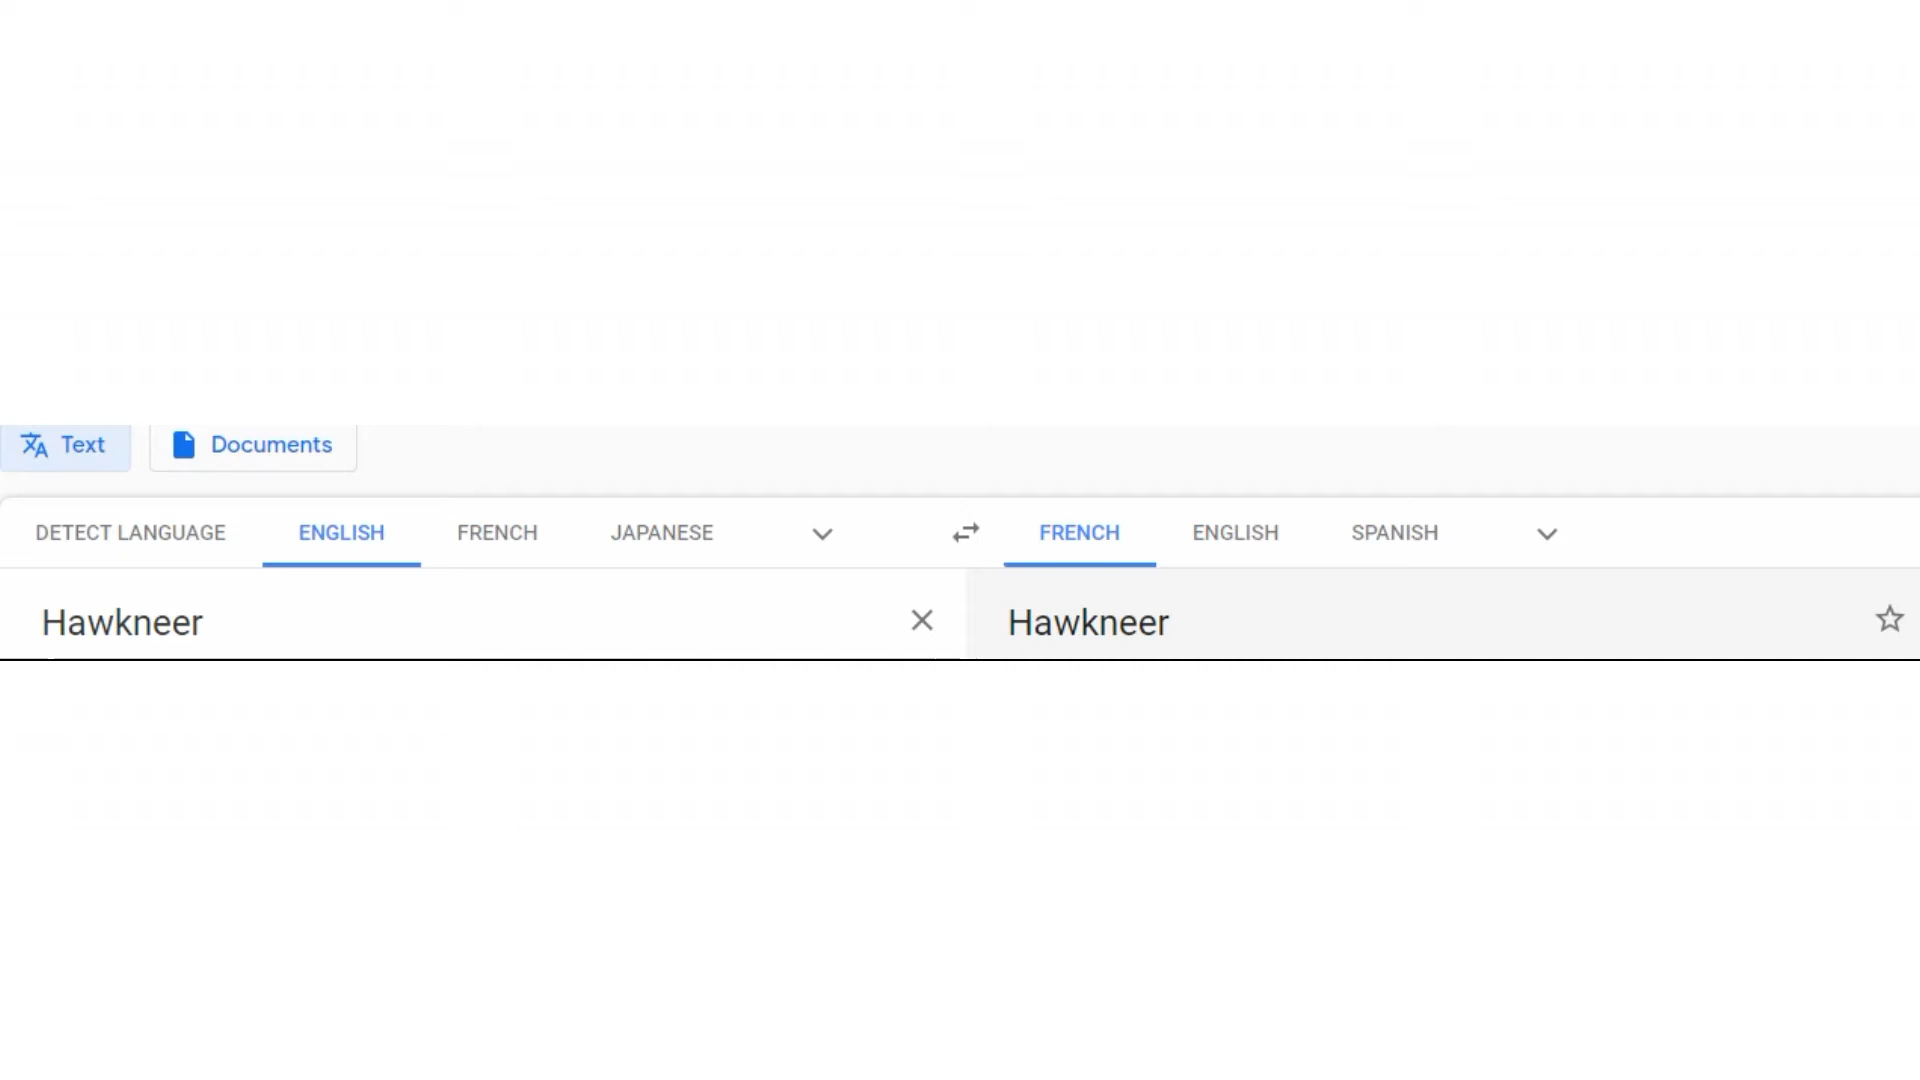 Text Documents
DETECT LANGUAGE ENGLISH FRENCH JAPANESE FRENCH ENGLISH SPANISH
Hawkneer Hawkneer